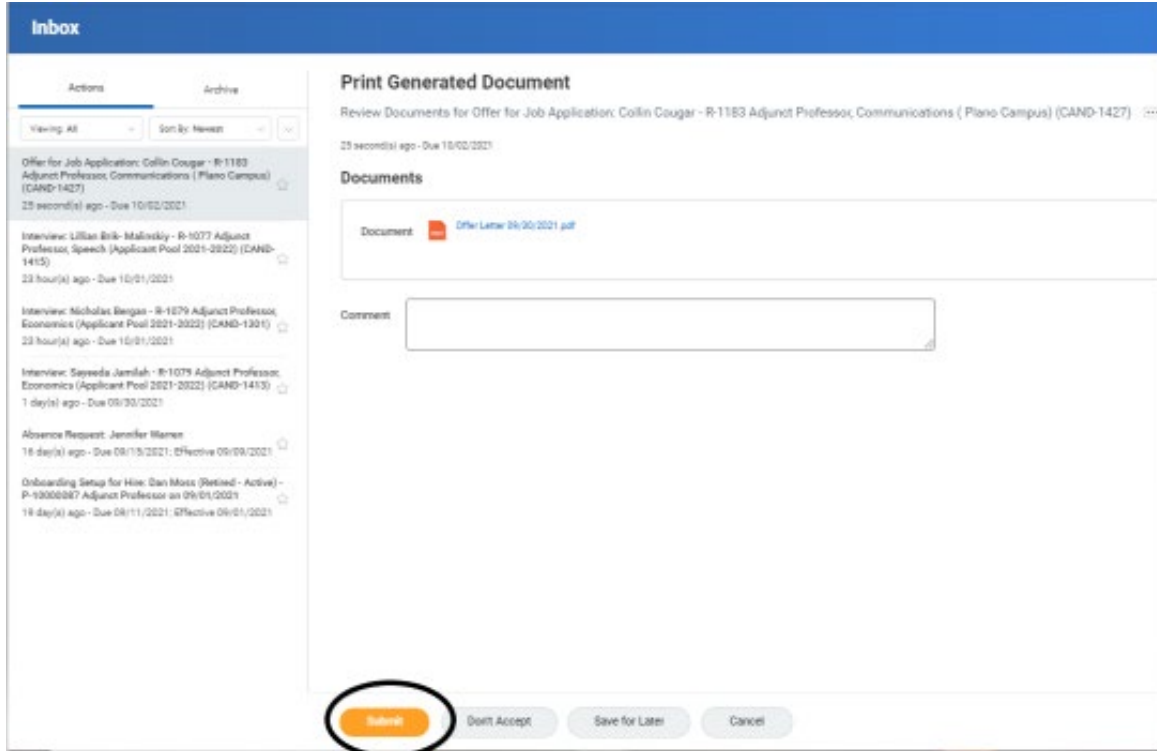 Inbox
Actions
Archive
Viewing: All
Sort By: Newest
Offer for Job Application: Collin Cougar - R-1183
Adjunct Professor, Communications ( Plano Campus)
(CAND-1427)
25 second(s) ago - Due 10/02/2021
Interview: Lillian Brik- Malinskiy - R-1077 Adjunct
Professor, Speech (Applicant Pool 2021-2022) (CAND-
1415)
23 hour(s) ago - Due 10/01/2021
Interview: Nicholas Bergan - R-1079 Adjunct Professor,
Economics (Applicant Pool 2021-2022) (CAND-1301)
23 hour(s) ago - Due 10/01/2021
Interview: Sayeeda Jamilah - R-1079 Adjunct Professor,
Economics (Applicant Pool 2021-2022) (CAND-1413)
1 day(s) ago - Due 09/30/2021
Absence Request: Jennifer Warren
16 day(s) ago - Due 09/15/2021; Effective 09/09/2021
Onboarding Setup for Hire: Dan Moss (Retired - Active) -
P-10000087 Adjunct Professor on 09/01/2021
19 day(s) ago - Due 09/11/2021; Effective 09/01/2021
Print Generated Document
Review Documents for Offer for Job Application: Collin Cougar - R-1183 Adjunct Professor, Communications ( Plano Campus) (CAND-1427)
25 second(s) ago - Due 10/02/2021
Documents
Document
Offer Letter 09/30/2021.pdf
Comment
Submit
Don't Accept
Save for Later
Cancel